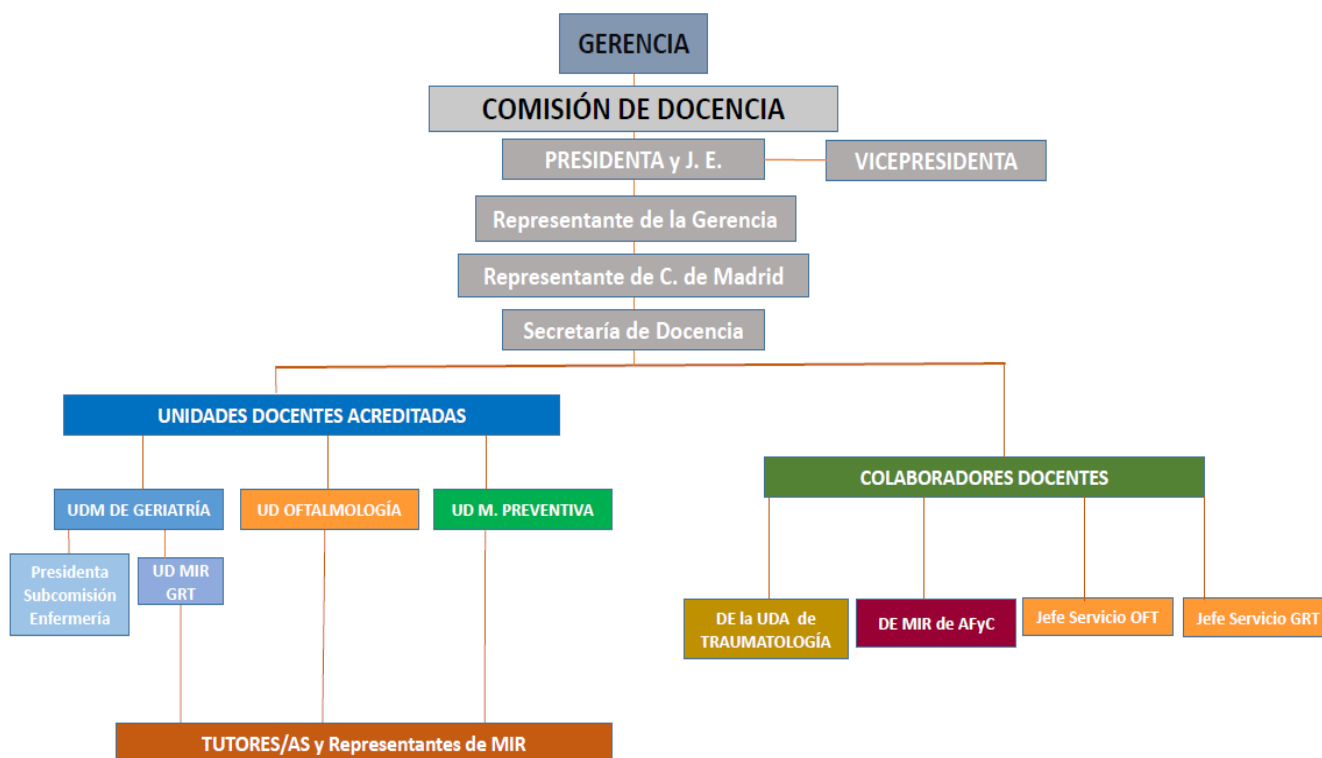 GERENCIA
COMISIÓN DE DOCENCIA
PRESIDENTA y J. E.
VICEPRESIDENTA
Representante de la Gerencia
Representante de C. de Madrid
Secretaría de Docencia
UNIDADES DOCENTES ACREDITADAS
COLABORADORES DOCENTES
UDM DE GERIATRÍA
UD OFTALMOLOGÍA
UD M. PREVENTIVA
Presidenta
Subcomisión
Enfermería
UD MIR
GRT
DE la UDA de
TRAUMATOLOGÍA
DE MIR de AFyC
Jefe Servicio OFT
Jefe Servicio GRT
TUTORES/AS y Representantes de MIR